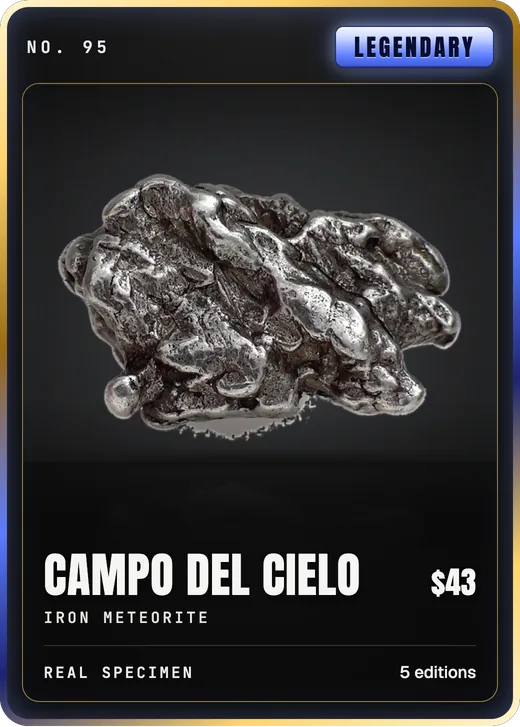 NO. 95
LEGENDARY
CAMPO DEL CIELO
$43
IRON METEORITE
REAL SPECIMEN
5 editions